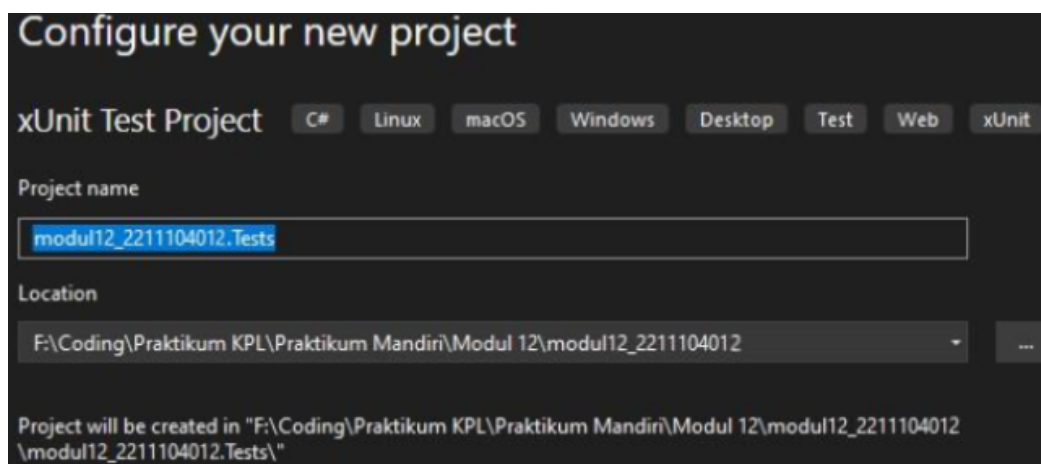 Configure your new project
xUnit Test Project C# Linux macOS Windows Desktop Test Web xUnit
Project name
modul12_2211104012.Tests
Location
F:\Coding\Praktikum KPL\Praktikum Mandiri\Modul 12\modul12_2211104012
...
Project will be created in "F:\Coding\Praktikum KPL\Praktikum Mandiri\Modul 12\modul12_2211104012
\modul12_2211104012.Tests\"